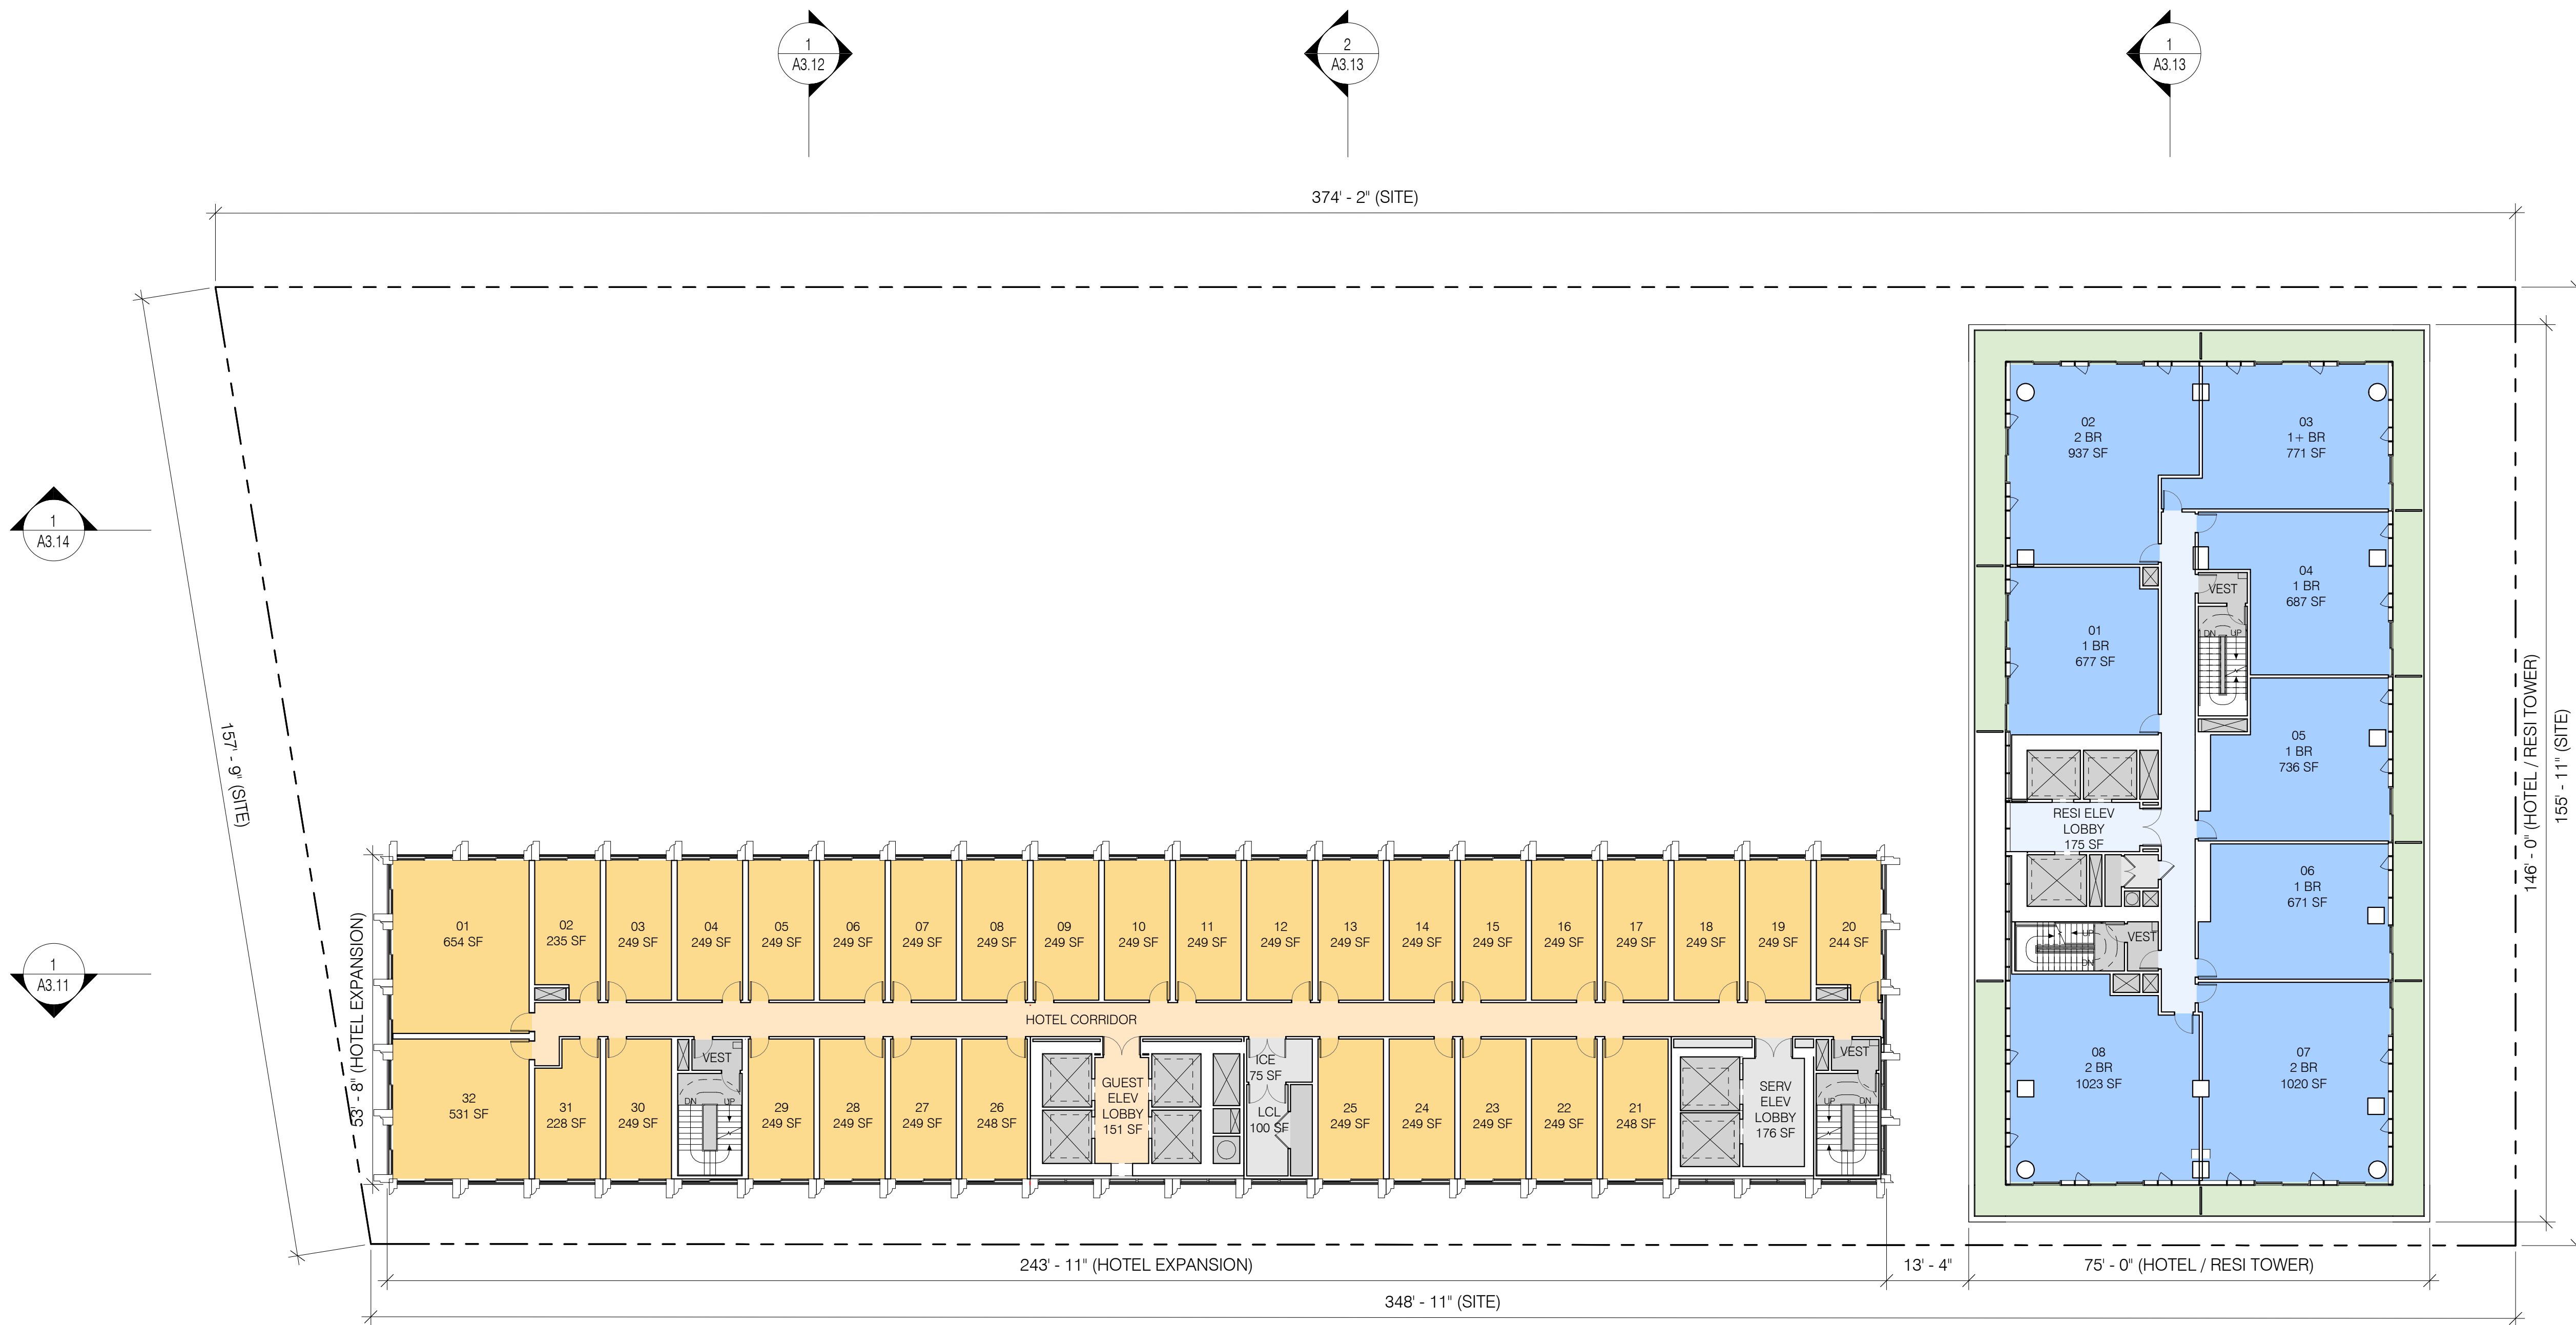 1
A3.12
2
A3.13
1
A3.13
374' - 2" (SITE)
1
A3.14
1
A3.11
157' - 9" (SITE)
53' - 8" (HOTEL EXPANSION)
01
654 SF
02
235 SF
03
249 SF
04
249 SF
05
249 SF
06
249 SF
07
249 SF
08
249 SF
09
249 SF
10
249 SF
11
249 SF
12
249 SF
13
249 SF
14
249 SF
15
249 SF
16
249 SF
17
249 SF
18
249 SF
19
249 SF
20
244 SF
HOTEL CORRIDOR
32
531 SF
31
228 SF
30
249 SF
VEST
DN
UP
29
249 SF
28
249 SF
27
249 SF
26
248 SF
GUEST
ELEV
LOBBY
151 SF
ICE
75 SF
LCL
100 SF
25
249 SF
24
249 SF
23
249 SF
22
249 SF
21
248 SF
SERV
ELEV
LOBBY
176 SF
VEST
UP
DN
02
2 BR
937 SF
03
1+ BR
771 SF
01
1 BR
677 SF
VEST
DN
UP
04
1 BR
687 SF
05
1 BR
736 SF
RESI ELEV
LOBBY
175 SF
06
1 BR
671 SF
UP
DN
VEST
08
2 BR
1023 SF
07
2 BR
1020 SF
146' - 0" (HOTEL / RESI TOWER)
155' - 11" (SITE)
243' - 11" (HOTEL EXPANSION)
13' - 4"
75' - 0" (HOTEL / RESI TOWER)
348' - 11" (SITE)